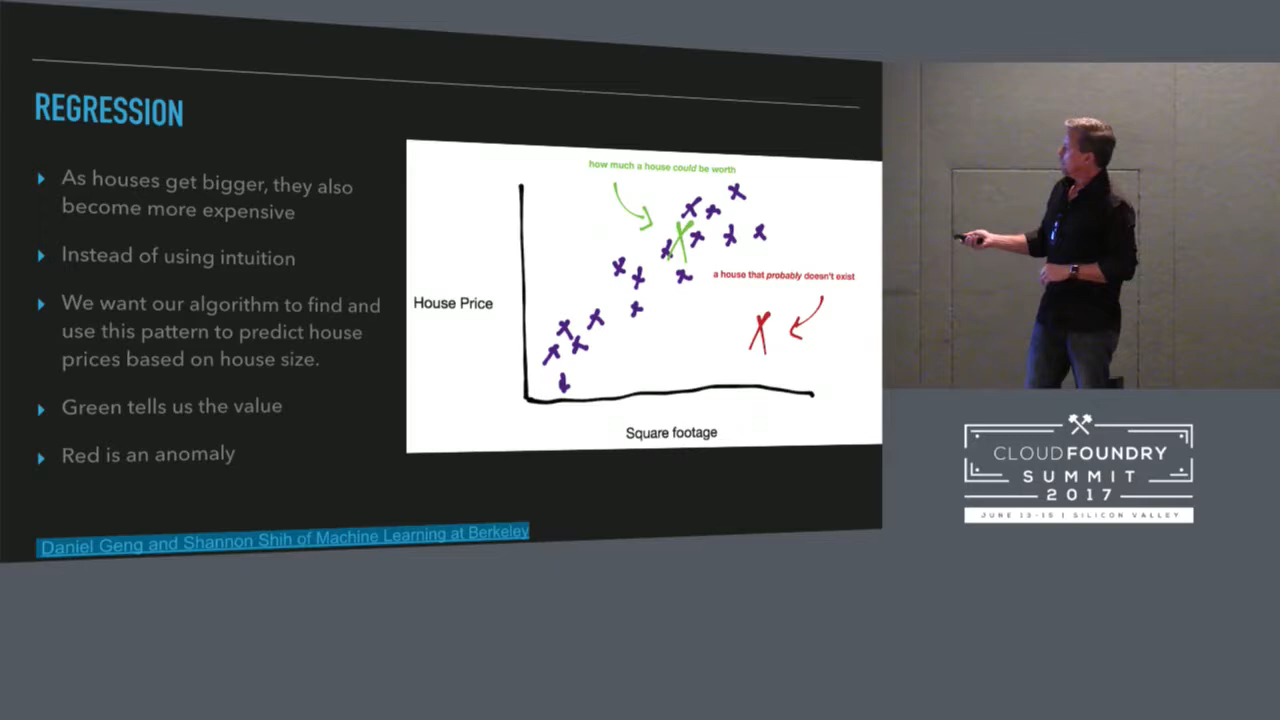 REGRESSION
As houses get bigger, they also
become more expensive
Instead of using intuition
We want our algorithm to find and
use this pattern to predict house
prices based on house size.
Green tells us the value
Red is an anomaly
Daniel Geng and Shannon Shih of Machine Learning at Berkeley
how much a house could be worth
a house that probably doesn't exist
House Price
Square footage
CLOUDFOUNDRY
SUMMIT
2017
JUNE 13-15 | SILICON VALLEY